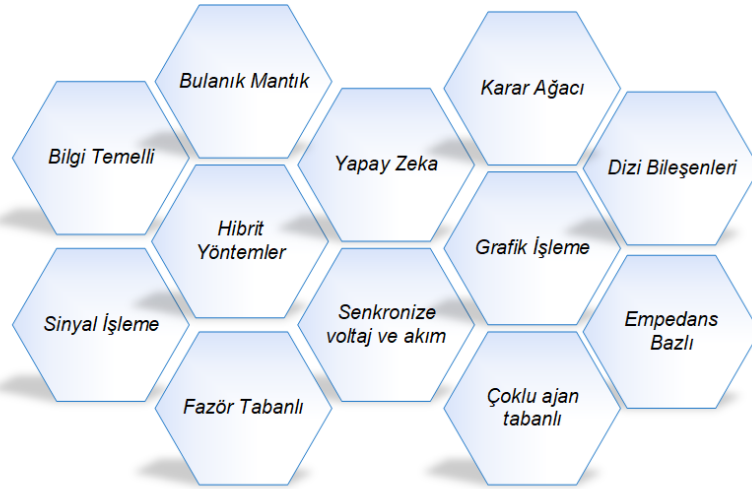 Bulanık Mantık
Karar Ağacı
Bilgi Temelli
Yapay Zeka
Dizi Bileşenleri
Hibrit
Yöntemler
Grafik İşleme
Sinyal İşleme
Senkronize
voltaj ve akım
Empedans
Bazlı
Fazör Tabanlı
Çoklu ajan
tabanlı